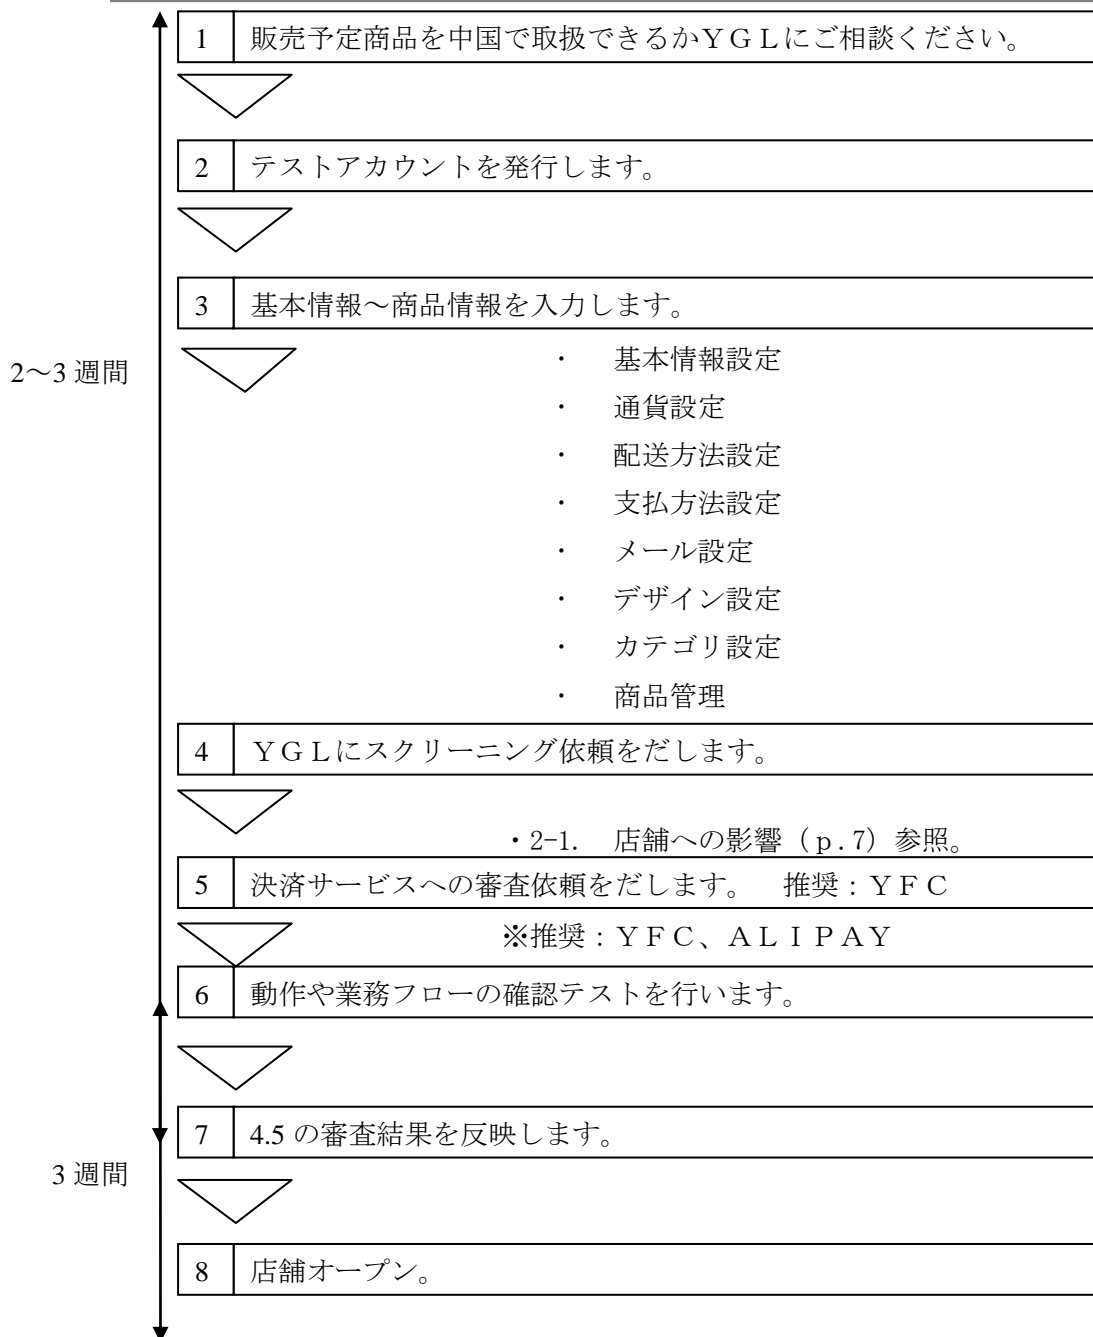 1 販売予定商品を中国で取扱できるかＹＧＬにご相談ください。
2 テストアカウントを発行します。
3 基本情報～商品情報を入力します。
2～3 週間
・ 基本情報設定
・ 通貨設定
・ 配送方法設定
・ 支払方法設定
・ メール設定
・ デザイン設定
・ カテゴリ設定
・ 商品管理
4 ＹＧＬにスクリーニング依頼をだします。
・2-1. 店舗への影響（ｐ.7）参照。
5 決済サービスへの審査依頼をだします。　推奨：ＹＦＣ
※推奨：ＹＦＣ、ＡＬＩＰＡＹ
6 動作や業務フローの確認テストを行います。
7 4.5 の審査結果を反映します。
3 週間
8 店舗オープン。